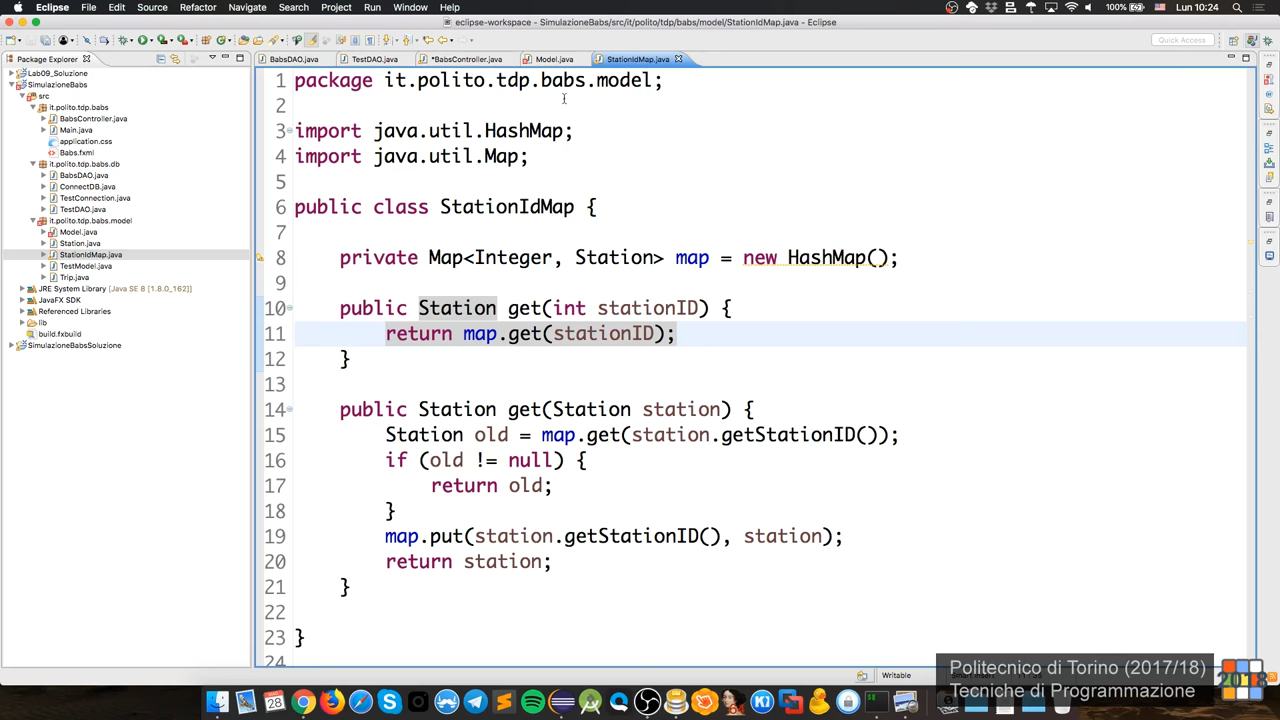 Eclipse File Edit Source Refactor Navigate Search Project Run Window Help 100% Lun 10:24
eclipse-workspace - SimulazioneBabs/src/it/polito/tdp/babs/model/StationIdMap.java - Eclipse
Quick Access
Package Explorer
BabsDAO.java TestDAO.java *BabsController.java Model.java StationIdMap.java
Lab09_Soluzione
SimulazioneBabs
src
it.polito.tdp.babs
BabsController.java
Main.java
application.css
Babs.fxml
it.polito.tdp.babs.db
BabsDAO.java
ConnectDB.java
TestConnection.java
TestDAO.java
it.polito.tdp.babs.model
Model.java
Station.java
StationIdMap.java
TestModel.java
Trip.java
JRE System Library [Java SE 8 [1.8.0_162]]
JavaFX SDK
Referenced Libraries
lib
build.fxbuild
SimulazioneBabsSoluzione
1 package it.polito.tdp.babs.model;
2
3 import java.util.HashMap;
4 import java.util.Map;
5
6 public class StationIdMap {
7
8 private Map<Integer, Station> map = new HashMap();
9
10 public Station get(int stationID) {
11 return map.get(stationID);
12 }
13
14 public Station get(Station station) {
15 Station old = map.get(station.getStationID());
16 if (old != null) {
17 return old;
18 }
19 map.put(station.getStationID(), station);
20 return station;
21 }
22
23 }
24
Writable
Politecnico di Torino (2017/18)
Tecniche di Programmazione
2018